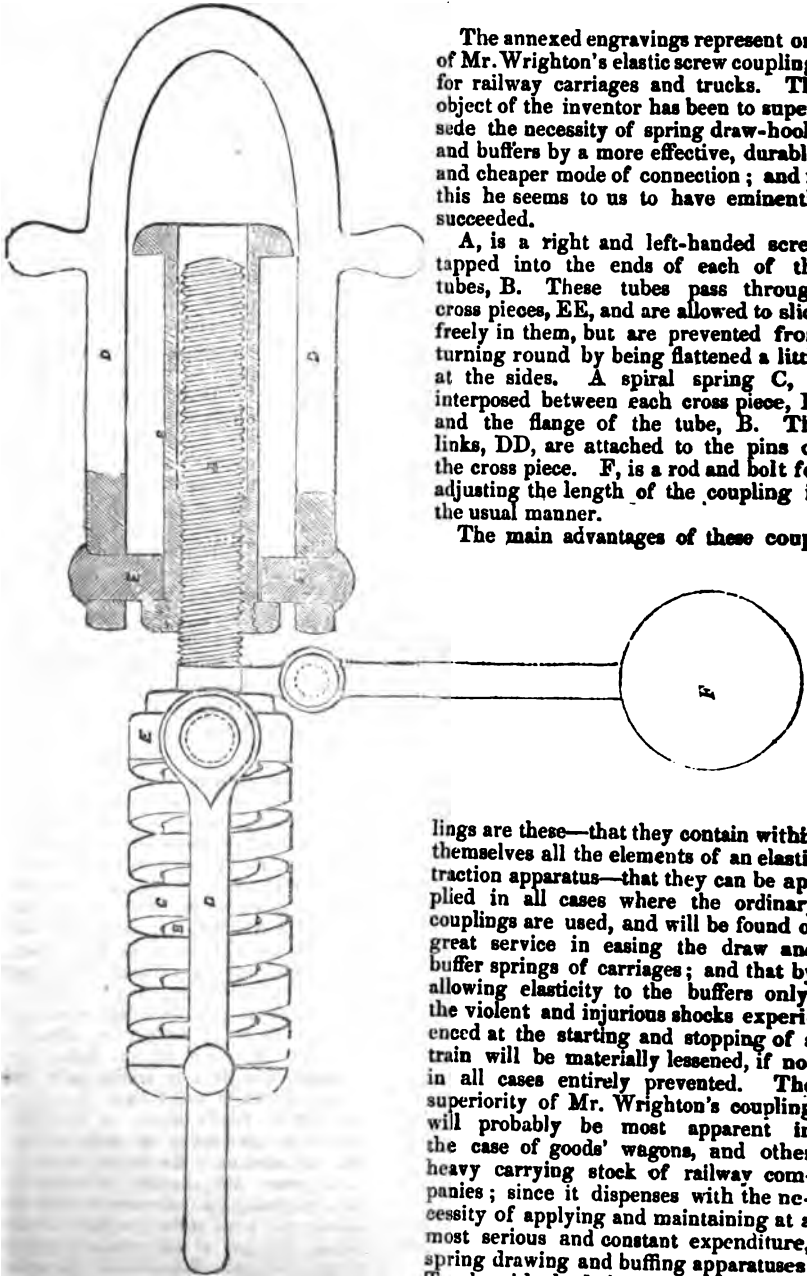 The annexed engravings represent on
of Mr. Wrighton's elastic screw coupling
for railway carriages and trucks. Th
object of the inventor has been to super
sede the necessity of spring draw-hook
and buffers by a more effective, durabl
and cheaper mode of connection; and i
this he seems to us to have eminentl
succeeded.
A, is a right and left-handed scre
tapped into the ends of each of th
tubes, B. These tubes pass throug
cross pieces, EE, and are allowed to slid
freely in them, but are prevented fro
turning round by being flattened a littl
at the sides. A spiral spring C,
interposed between each cross piece, E
and the flange of the tube, B. Th
links, DD, are attached to the pins o
the cross piece. F, is a rod and bolt fo
adjusting the length of the coupling i
the usual manner.
The main advantages of these coup
D
D
B
E
E
F
E
C
B
D
lings are these—that they contain withi
themselves all the elements of an elasti
traction apparatus—that they can be ap
plied in all cases where the ordinar
couplings are used, and will be found o
great service in easing the draw an
buffer springs of carriages; and that b
allowing elasticity to the buffers only
the violent and injurious shocks experi
enced at the starting and stopping of a
train will be materially lessened, if no
in all cases entirely prevented. The
superiority of Mr. Wrighton's coupling
will probably be most apparent in
the case of goods' wagons, and other
heavy carrying stock of railway com-
panies; since it dispenses with the ne-
cessity of applying and maintaining at a
most serious and constant expenditure,
spring drawing and buffing apparatuses